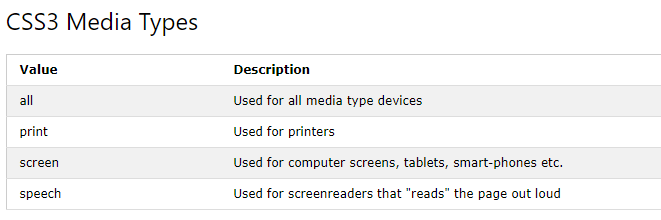 CSS3 Media Types
Value Description
all Used for all media type devices
print Used for printers
screen Used for computer screens, tablets, smart-phones etc.
speech Used for screenreaders that "reads" the page out loud